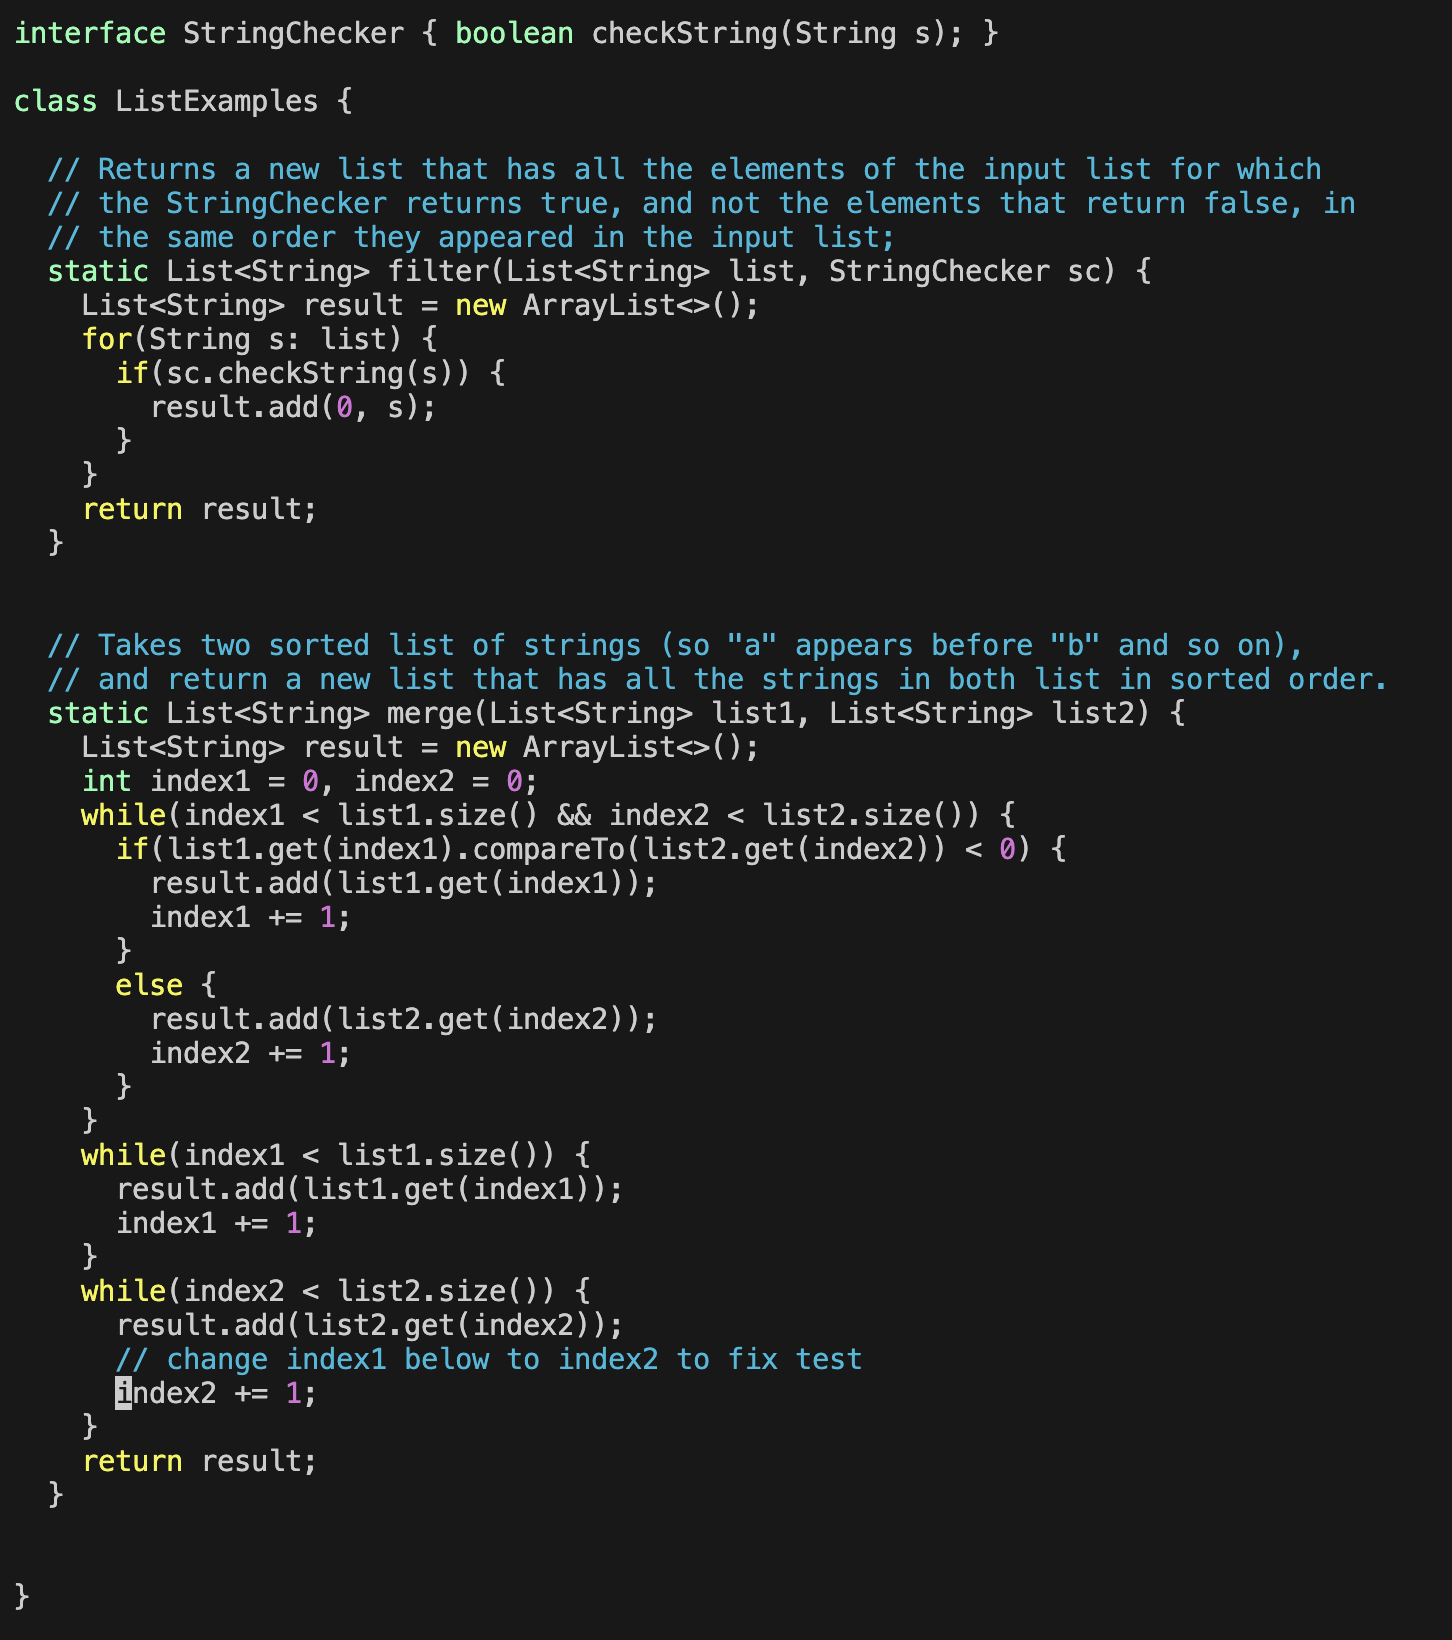 interface StringChecker { boolean checkString(String s); }
class ListExamples {
// Returns a new list that has all the elements of the input list for which
// the StringChecker returns true, and not the elements that return false, in
// the same order they appeared in the input list;
static List<String> filter(List<String> list, StringChecker sc) {
List<String> result = new ArrayList<>();
for(String s: list) {
if(sc.checkString(s)) {
result.add(0, s);
}
}
return result;
}
// Takes two sorted list of strings (so "a" appears before "b" and so on),
// and return a new list that has all the strings in both list in sorted order.
static List<String> merge(List<String> list1, List<String> list2) {
List<String> result = new ArrayList<>();
int index1 = 0, index2 = 0;
while(index1 < list1.size() && index2 < list2.size()) {
if(list1.get(index1).compareTo(list2.get(index2)) < 0) {
result.add(list1.get(index1));
index1 += 1;
}
else {
result.add(list2.get(index2));
index2 += 1;
}
}
while(index1 < list1.size()) {
result.add(list1.get(index1));
index1 += 1;
}
while(index2 < list2.size()) {
result.add(list2.get(index2));
// change index1 below to index2 to fix test
index2 += 1;
}
return result;
}
}